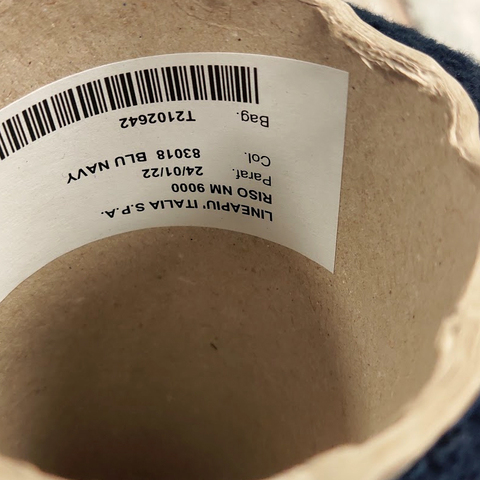 LINEAPIU' ITALIA S.P.A.
RISO NM 9000
Paraf. 24/01/22
Col. 83018 BLU NAVY
Bag. T2102642